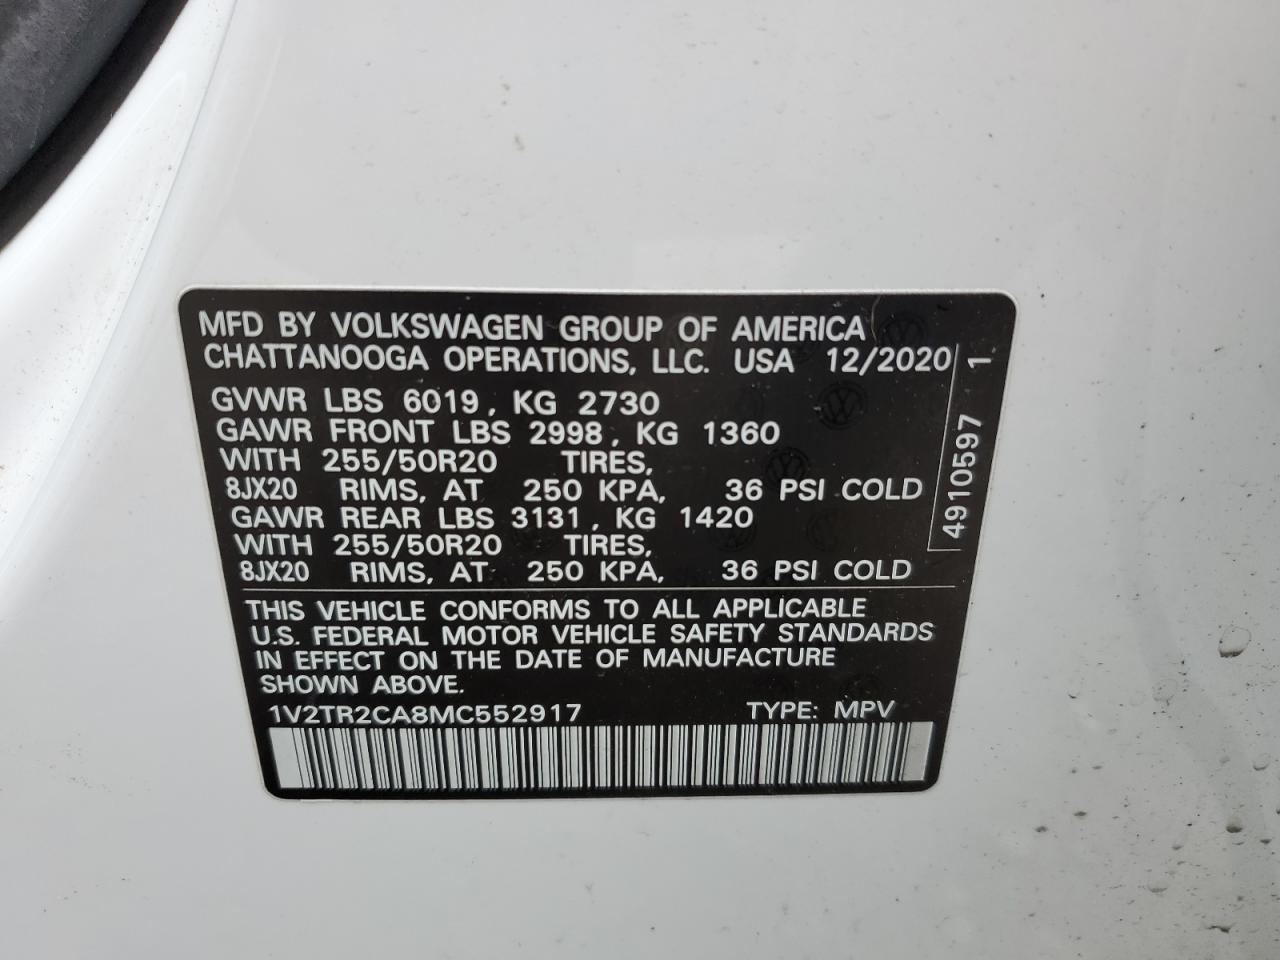 MFD BY VOLKSWAGEN GROUP OF AMERICA
CHATTANOOGA OPERATIONS, LLC. USA 12/2020
GVWR LBS 6019, KG 2730
GAWR FRONT LBS 2998, KG 1360
WITH 255/50R20 TIRES,
8JX20 RIMS, AT 250 KPA, 36 PSI COLD
GAWR REAR LBS 3131, KG 1420
WITH 255/50R20 TIRES,
8JX20 RIMS, AT 250 KPA, 36 PSI COLD
4910597 1
THIS VEHICLE CONFORMS TO ALL APPLICABLE
U.S. FEDERAL MOTOR VEHICLE SAFETY STANDARDS
IN EFFECT ON THE DATE OF MANUFACTURE
SHOWN ABOVE.
1V2TR2CA8MC552917 TYPE: MPV